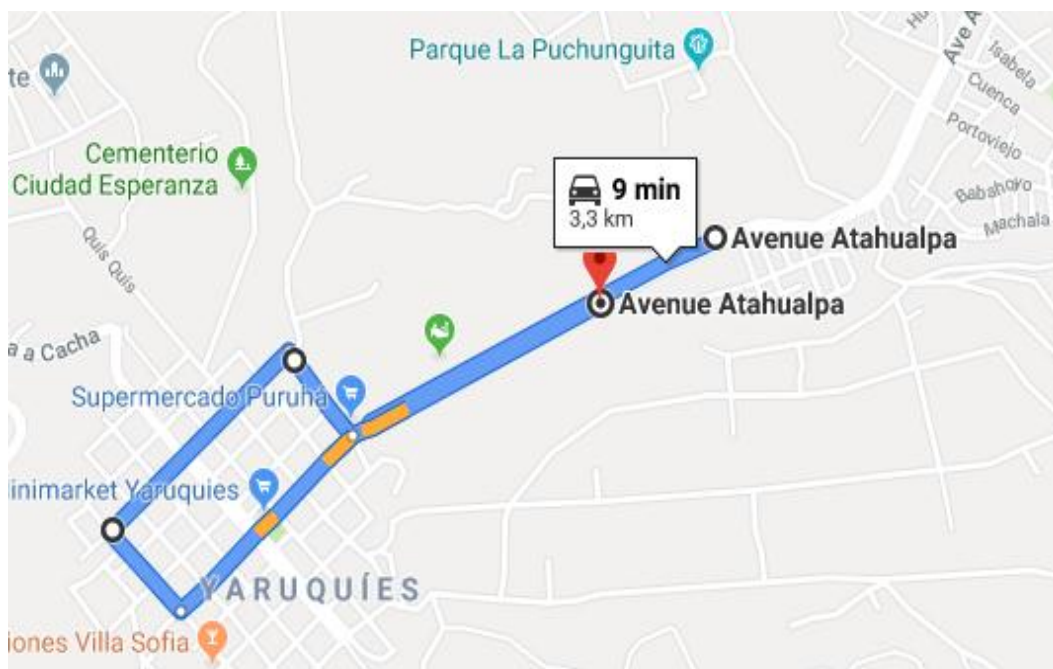 Parque La Puchunguita
Ave A
Isabela
Cuenca
Portoviejo
Babahoyo
Machala
te
Cementerio
Ciudad Esperanza
9 min
3,3 km
Avenue Atahualpa
Avenue Atahualpa
Quis Quis
a a Cacha
Supermercado Puruhá
inimarket Yaruquies
YARUQUÍES
iones Villa Sofia